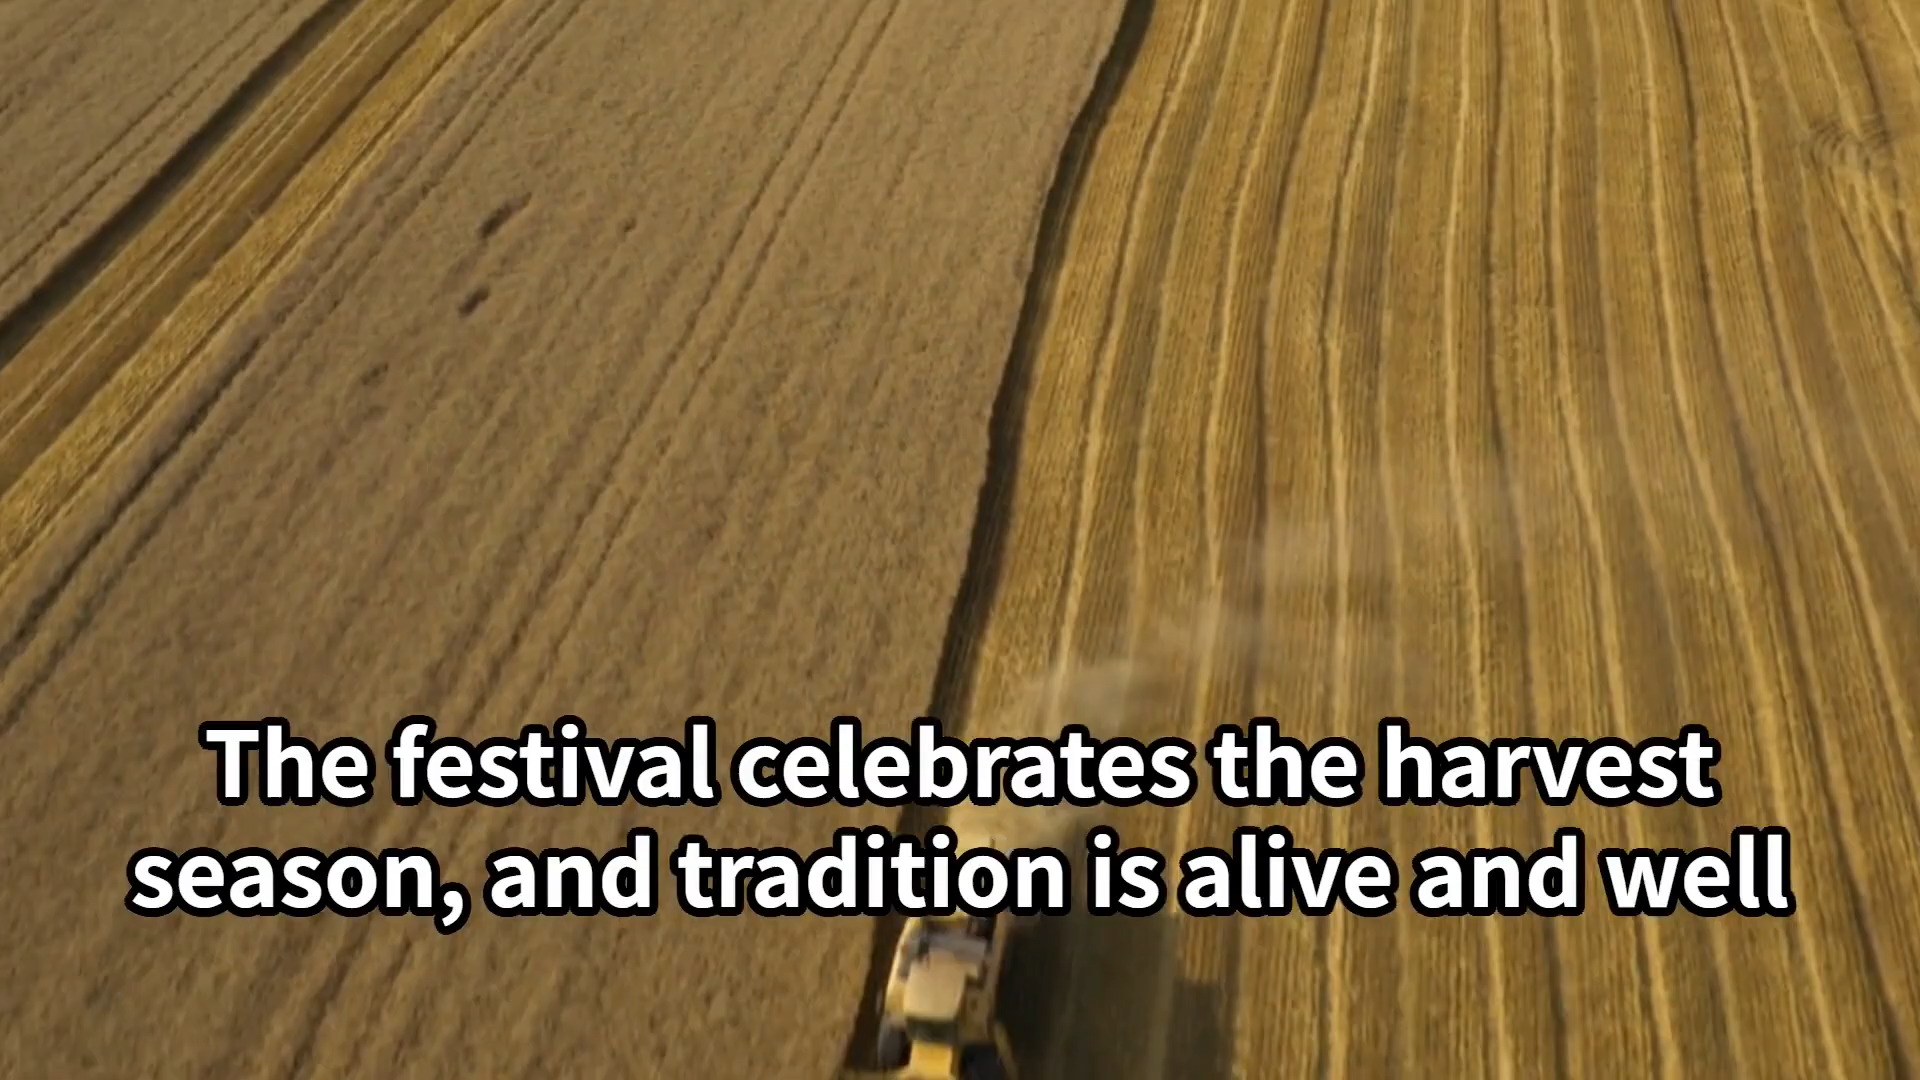 The festival celebrates the harvest
season, and tradition is alive and well